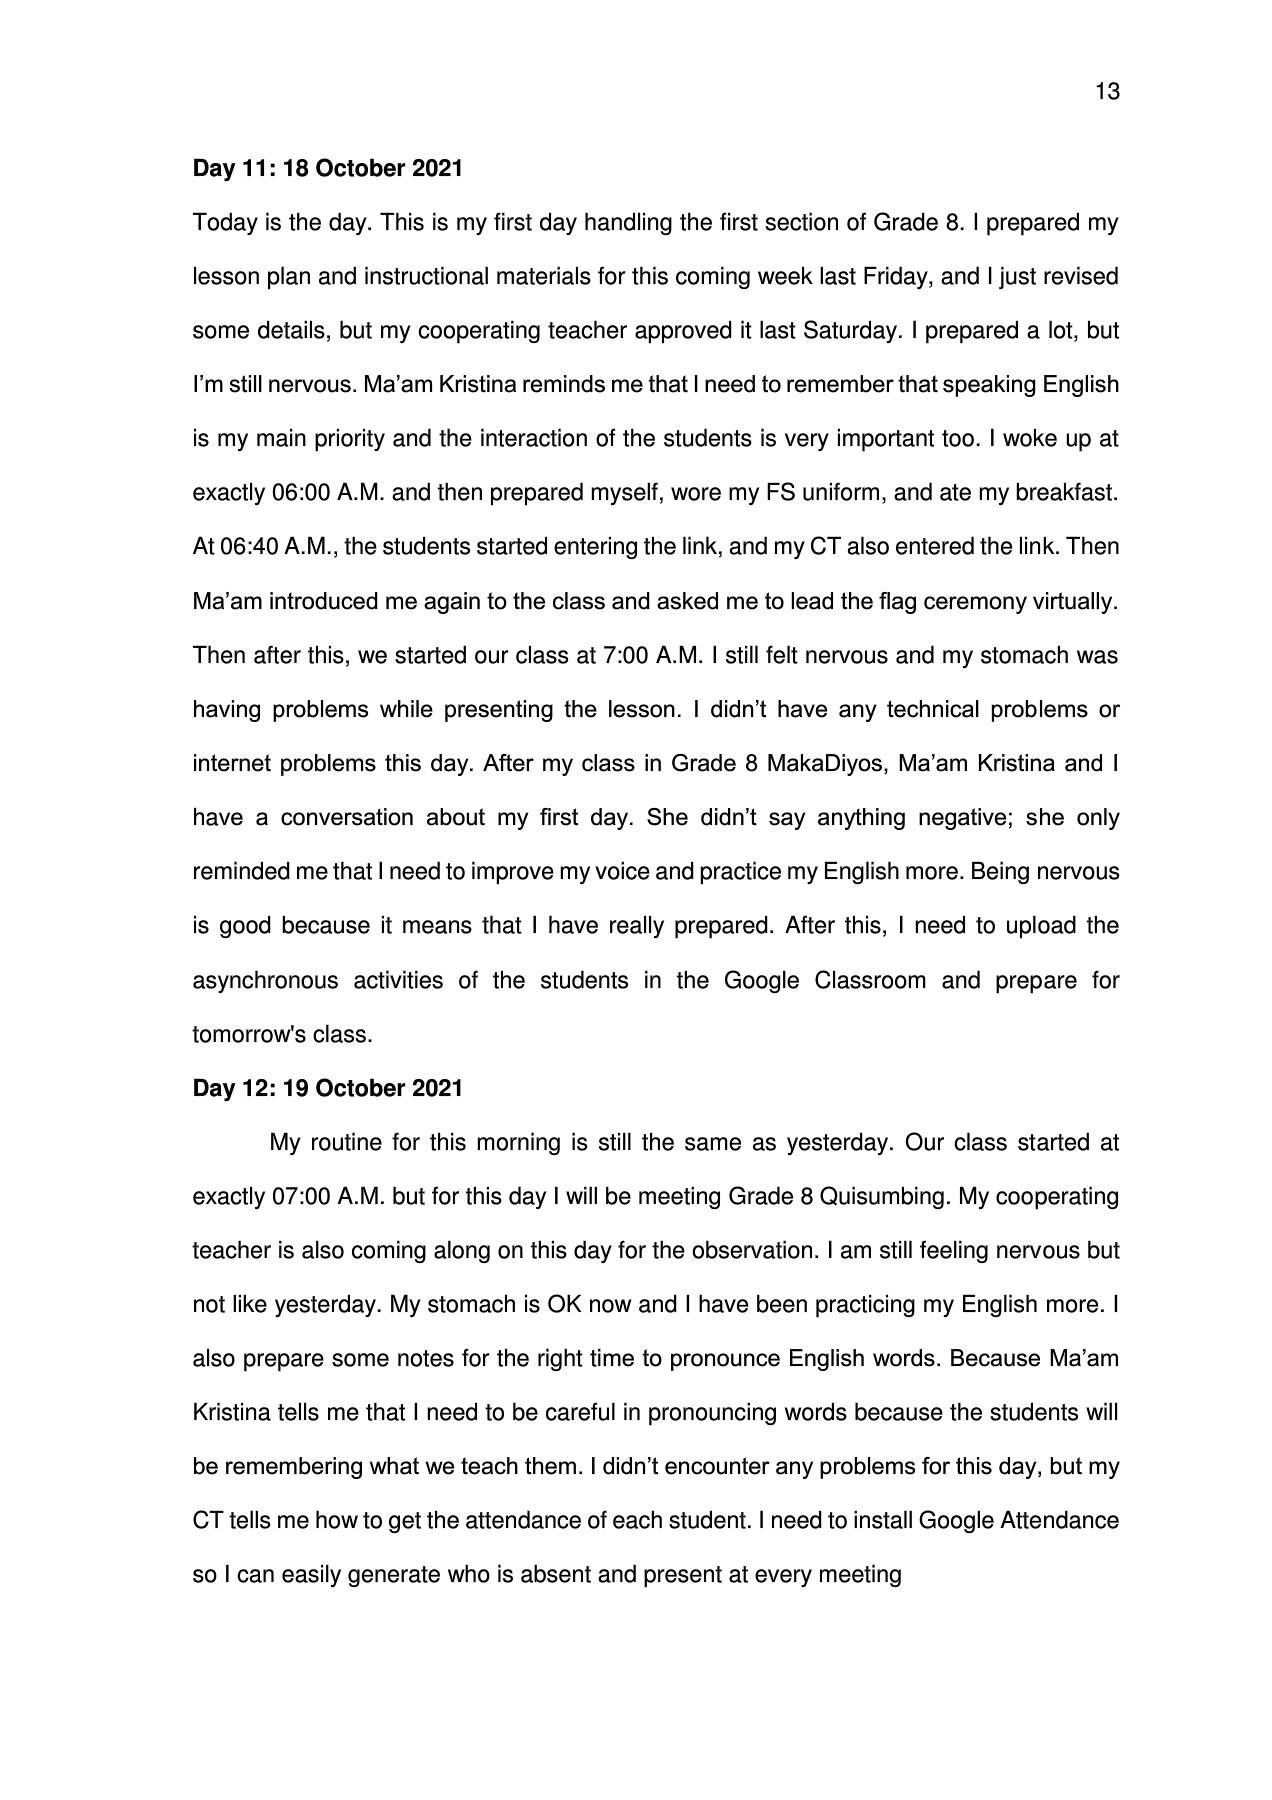 13
Day 11: 18 October 2021
Today is the day. This is my first day handling the first section of Grade 8. I prepared my
lesson plan and instructional materials for this coming week last Friday, and I just revised
some details, but my cooperating teacher approved it last Saturday. I prepared a lot, but
I’m still nervous. Ma’am Kristina reminds me that I need to remember that speaking English
is my main priority and the interaction of the students is very important too. I woke up at
exactly 06:00 A.M. and then prepared myself, wore my FS uniform, and ate my breakfast.
At 06:40 A.M., the students started entering the link, and my CT also entered the link. Then
Ma’am introduced me again to the class and asked me to lead the flag ceremony virtually.
Then after this, we started our class at 7:00 A.M. I still felt nervous and my stomach was
having problems while presenting the lesson. I didn’t have any technical problems or
internet problems this day. After my class in Grade 8 MakaDiyos, Ma’am Kristina and I
have a conversation about my first day. She didn’t say anything negative; she only
reminded me that I need to improve my voice and practice my English more. Being nervous
is good because it means that I have really prepared. After this, I need to upload the
asynchronous activities of the students in the Google Classroom and prepare for
tomorrow's class.
Day 12: 19 October 2021
My routine for this morning is still the same as yesterday. Our class started at
exactly 07:00 A.M. but for this day I will be meeting Grade 8 Quisumbing. My cooperating
teacher is also coming along on this day for the observation. I am still feeling nervous but
not like yesterday. My stomach is OK now and I have been practicing my English more. I
also prepare some notes for the right time to pronounce English words. Because Ma’am
Kristina tells me that I need to be careful in pronouncing words because the students will
be remembering what we teach them. I didn’t encounter any problems for this day, but my
CT tells me how to get the attendance of each student. I need to install Google Attendance
so I can easily generate who is absent and present at every meeting